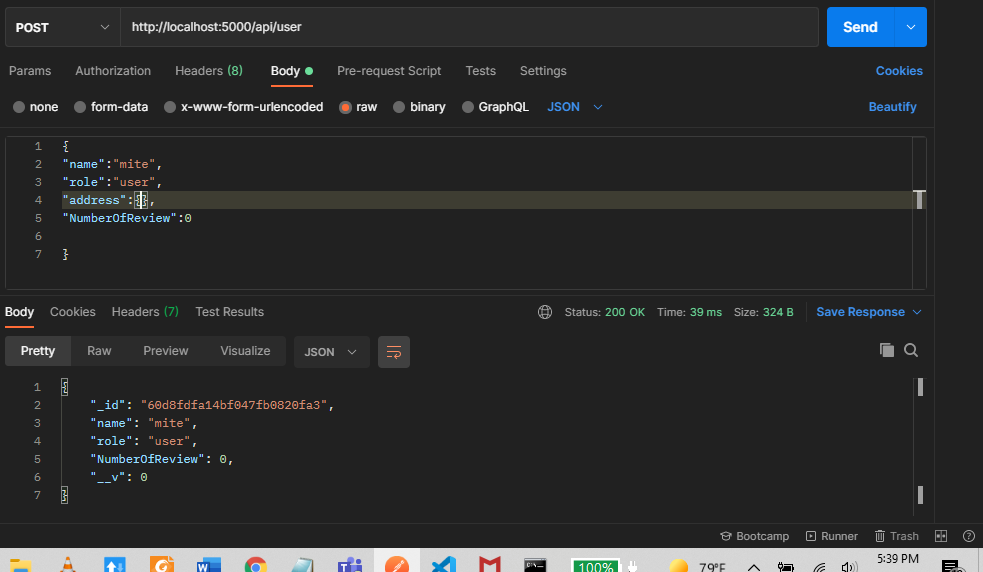 POST http://localhost:5000/api/user Send
Params Authorization Headers (8) Body Pre-request Script Tests Settings Cookies
none form-data x-www-form-urlencoded raw binary GraphQL JSON Beautify
1 {
2 "name":"mite",
3 "role":"user",
4 "address":{},
5 "NumberOfReview":0
6
7 }
Body Cookies Headers (7) Test Results Status: 200 OK Time: 39 ms Size: 324 B Save Response
Pretty Raw Preview Visualize JSON
1 {
2 "_id": "60d8fdfa14bf047fb0820fa3",
3 "name": "mite",
4 "role": "user",
5 "NumberOfReview": 0,
6 "__v": 0
7 }
Bootcamp Runner Trash
100% 79°F 5:39 PM